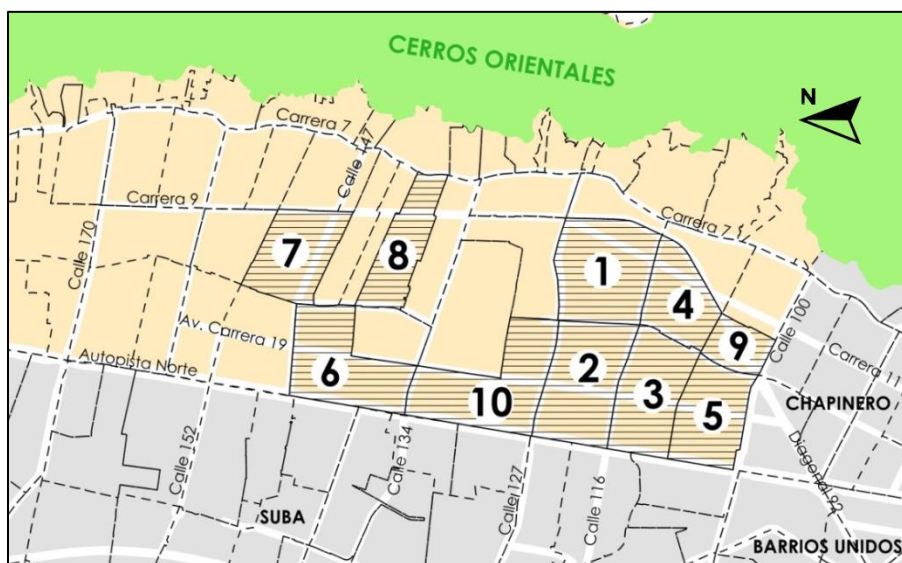 CERROS ORIENTALES
N
Carrera 7
Calle 147
Carrera 9
Carrera 7
Calle 170
7
8
1
4
Calle 100
Av. Carrera 19
9
Carrera 11
Autopista Norte
6
2
3
10
5
CHAPINERO
Calle 152
Calle 134
Calle 127
Calle 116
Diagonal 92
SUBA
BARRIOS UNIDOS